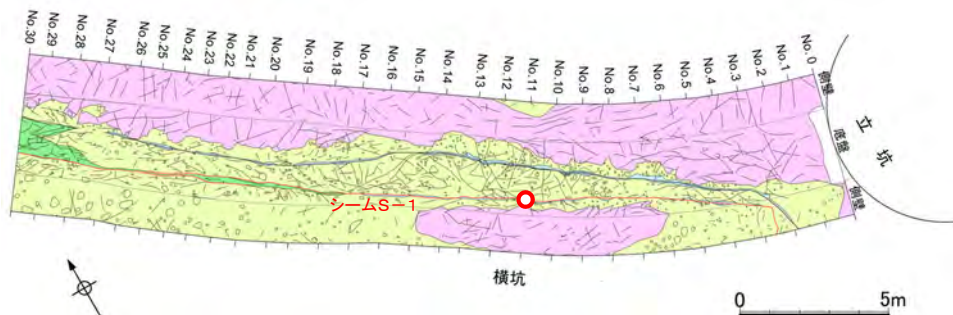 No.30
No.29
No.28
No.27
No.26
No.25
No.24
No.23
No.22
No.21
No.20
No.19
No.18
No.17
No.16
No.15
No.14
No.13
No.12
No.11
No.10
No.9
No.8
No.7
No.6
No.5
No.4
No.3
No.2
No.1
No.0
側壁
底盤
側壁
立坑
シームS-1
横坑
0 5m